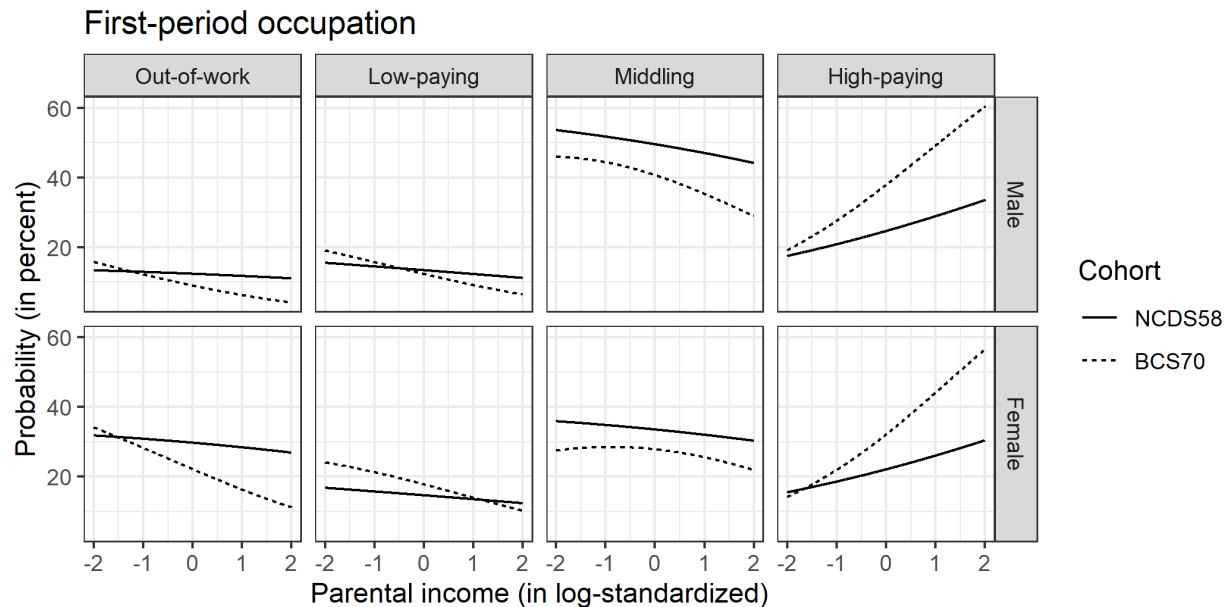 First-period occupation
Out-of-work Low-paying Middling High-paying
Probability (in percent)
60
40
20
Male
60
40
20
Female
-2 -1 0 1 2 -2 -1 0 1 2 -2 -1 0 1 2 -2 -1 0 1 2
Parental income (in log-standardized)
Cohort
NCDS58
BCS70